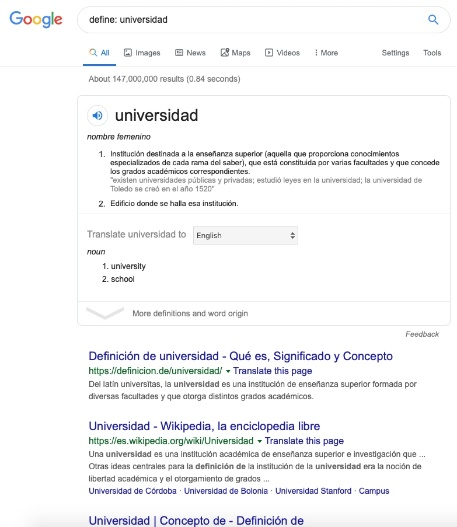 Google
define: universidad
All Images News Maps Videos More Settings Tools
About 147,000,000 results (0.84 seconds)
universidad
nombre femenino
1. Institución destinada a la enseñanza superior (aquella que proporciona conocimientos
especializados de cada rama del saber), que está constituida por varias facultades y que concede
los grados académicos correspondientes.
"existen universidades públicas y privadas; estudió leyes en la universidad; la universidad de
Toledo se creó en el año 1520"
2. Edificio donde se halla esa institución.
Translate universidad to English
noun
1. university
2. school
More definitions and word origin
Feedback
Definición de universidad - Qué es, Significado y Concepto
https://definicion.de/universidad/ ▾ Translate this page
Del latín universĭtas, la universidad es una institución de enseñanza superior formada por
diversas facultades y que otorga distintos grados académicos.
Universidad - Wikipedia, la enciclopedia libre
https://es.wikipedia.org/wiki/Universidad ▾ Translate this page
Una universidad es una institución académica de enseñanza superior e investigación que ...
Otras ideas centrales para la definición de la institución de la universidad era la noción de
libertad académica y el otorgamiento de grados ...
Universidad de Córdoba · Universidad de Bolonia · Universidad Stanford · Campus
Universidad | Concepto de - Definición de